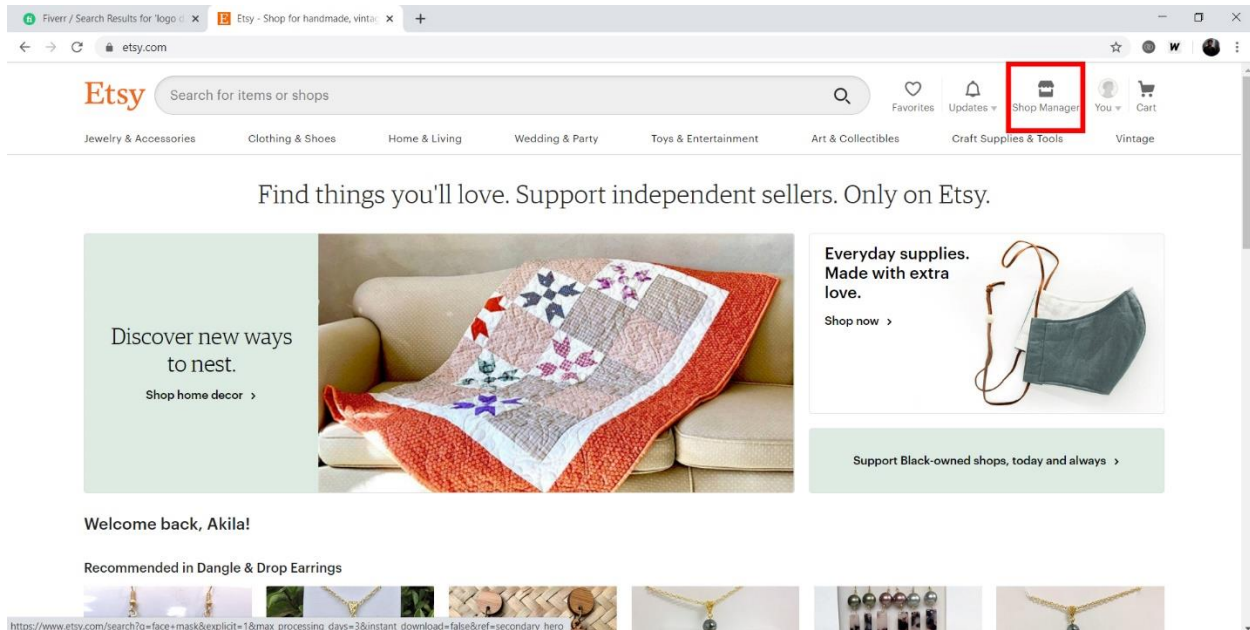 Fiverr / Search Results for 'logo d
Etsy - Shop for handmade, vintag
etsy.com
Etsy
Search for items or shops
Favorites
Updates
Shop Manager
You
Cart
Jewelry & Accessories
Clothing & Shoes
Home & Living
Wedding & Party
Toys & Entertainment
Art & Collectibles
Craft Supplies & Tools
Vintage
Find things you'll love. Support independent sellers. Only on Etsy.
Discover new ways
to nest.
Shop home decor >
Everyday supplies.
Made with extra
love.
Shop now >
Support Black-owned shops, today and always >
Welcome back, Akila!
Recommended in Dangle & Drop Earrings
https://www.etsy.com/search?q=face+mask&explicit=1&max_processing_days=3&instant_download=false&ref=secondary_hero